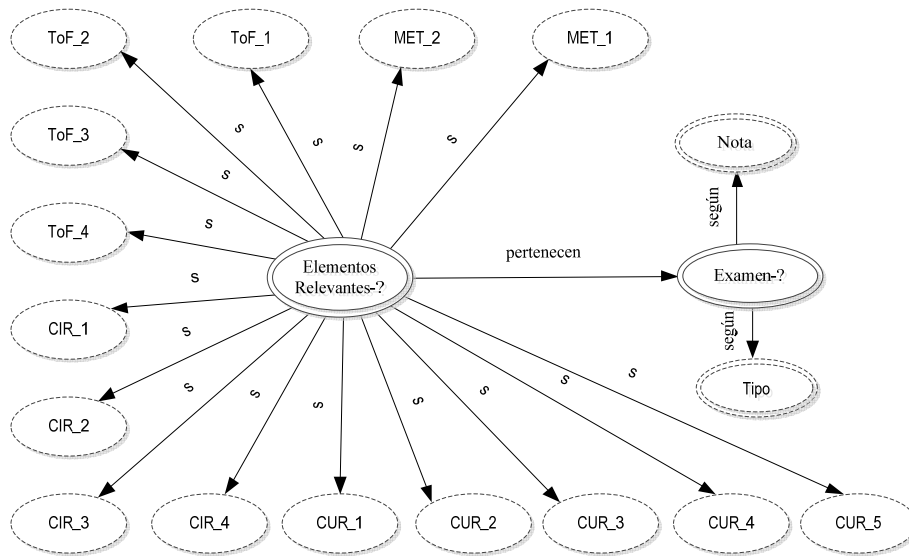 ToF_2
ToF_1
MET_2
MET_1
s
s
s
s
ToF_3
s
Nota
según
ToF_4
s
pertenecen
Elementos
Relevantes-?
Examen-?
s
según
CIR_1
s
Tipo
s
s
s
s
s
s
s
CIR_2
CIR_3
CIR_4
CUR_1
CUR_2
CUR_3
CUR_4
CUR_5